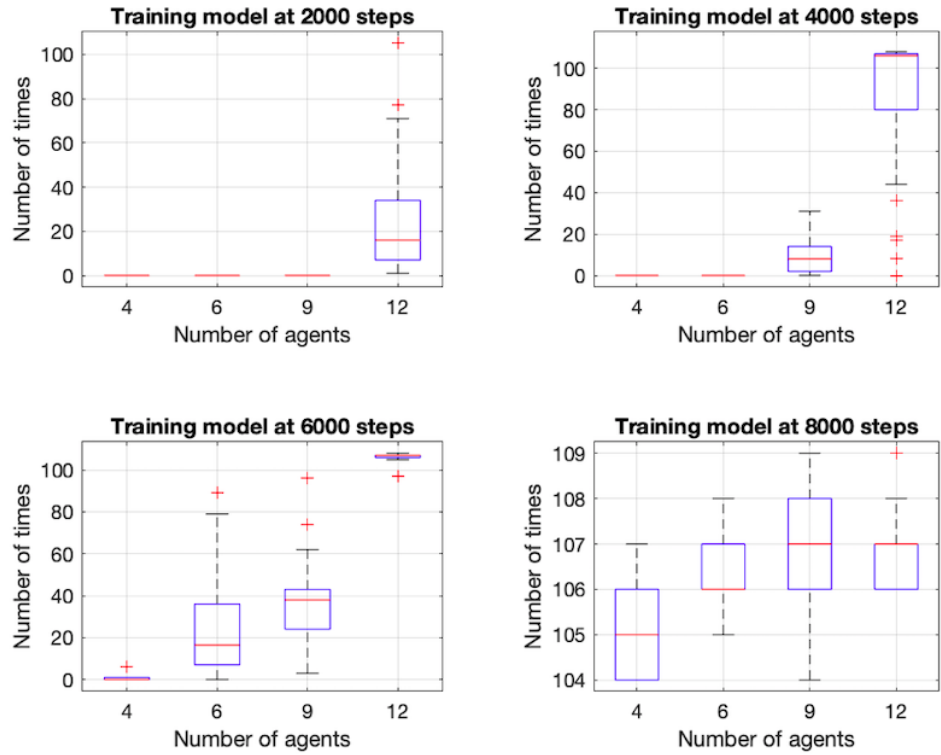 Training model at 2000 steps
100
80
60
40
20
0
4 6 9 12
Number of agents
Number of times
Training model at 4000 steps
100
80
60
40
20
0
4 6 9 12
Number of agents
Number of times
Training model at 6000 steps
100
80
60
40
20
0
4 6 9 12
Number of agents
Number of times
Training model at 8000 steps
109
108
107
106
105
104
4 6 9 12
Number of agents
Number of times